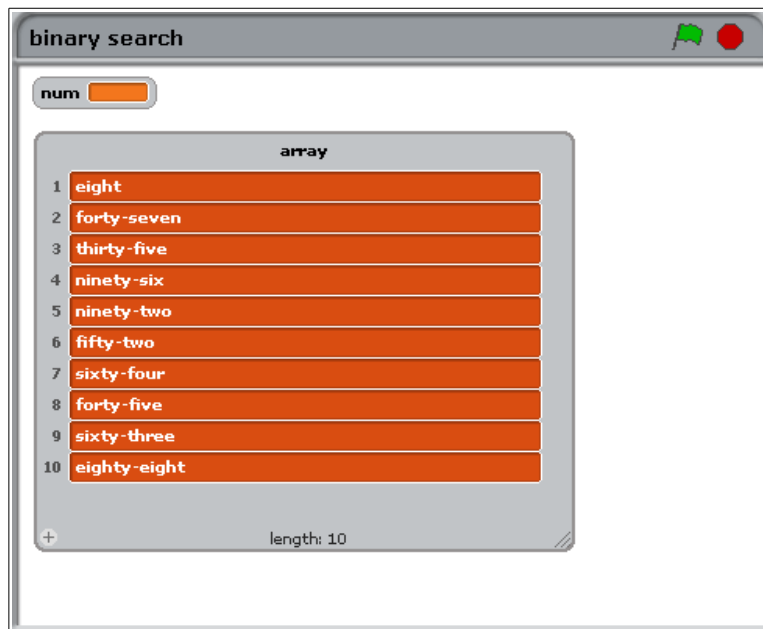 binary search
num
array
1 eight
2 forty-seven
3 thirty-five
4 ninety-six
5 ninety-two
6 fifty-two
7 sixty-four
8 forty-five
9 sixty-three
10 eighty-eight
+ length: 10